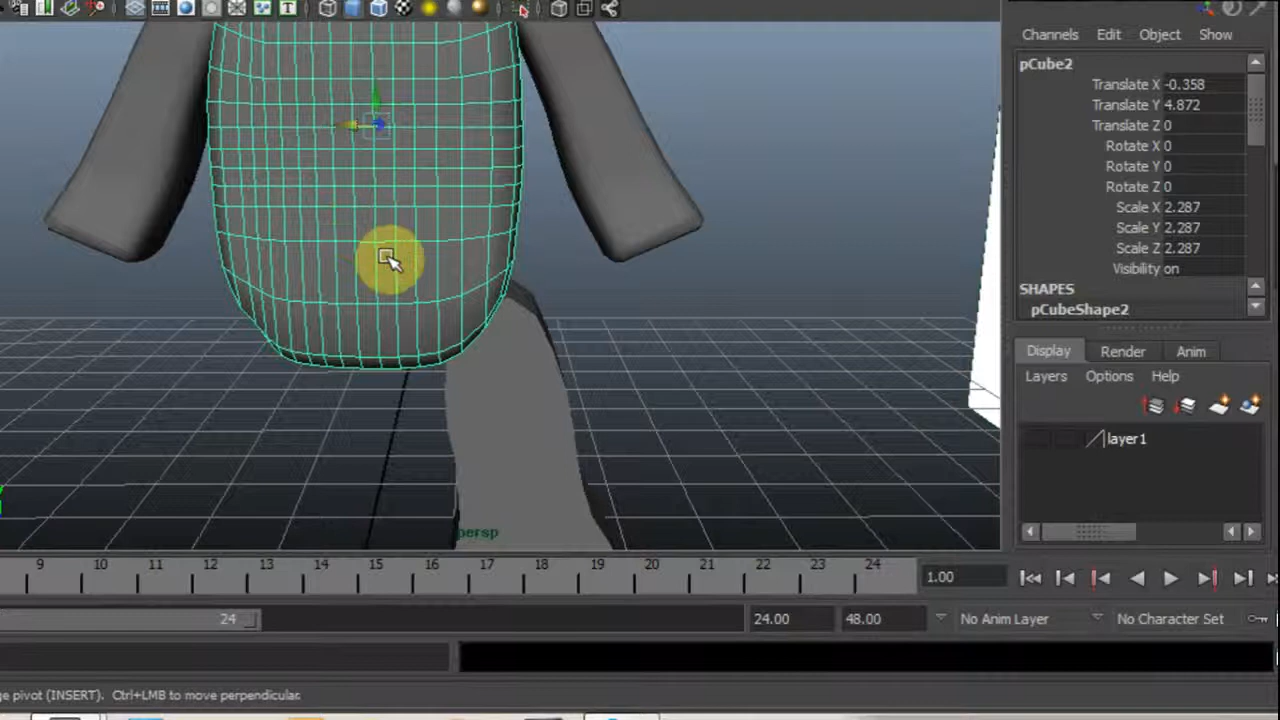 T
Channels Edit Object Show
pCube2
Translate X -0.358
Translate Y 4.872
Translate Z 0
Rotate X 0
Rotate Y 0
Rotate Z 0
Scale X 2.287
Scale Y 2.287
Scale Z 2.287
Visibility on
SHAPES
pCubeShape2
Display Render Anim
Layers Options Help
layer1
persp
9 10 11 12 13 14 15 16 17 18 19 20 21 22 23 24
1.00
24
24.00 48.00 No Anim Layer No Character Set
ge pivot (INSERT). Ctrl+LMB to move perpendicular.